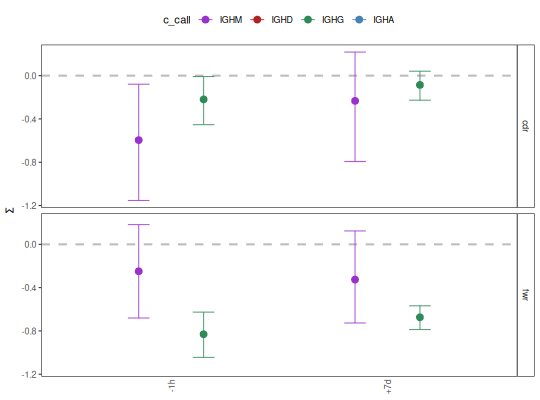 c_call IGHM IGHD IGHG IGHA
0.0
-0.4
-0.8
-1.2
cdr
Σ
0.0
-0.4
-0.8
-1.2
fwr
-1h
+7d